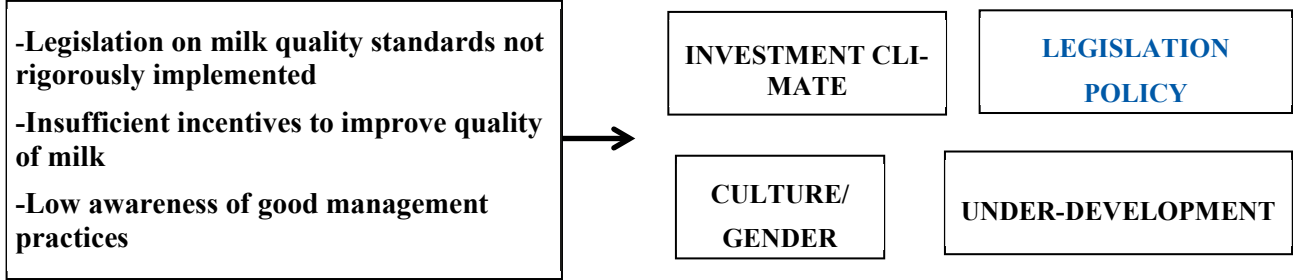 -Legislation on milk quality standards not
rigorously implemented
-Insufficient incentives to improve quality
of milk
-Low awareness of good management
practices
INVESTMENT CLI-
MATE
LEGISLATION
POLICY
CULTURE/
GENDER
UNDER-DEVELOPMENT